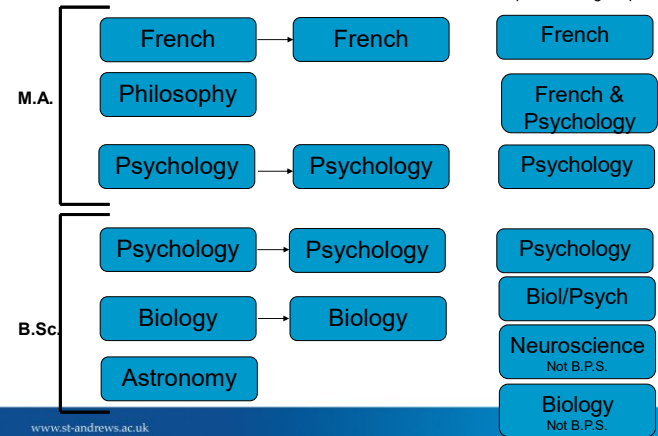 French French French
M.A.
Philosophy
French &
Psychology
Psychology Psychology Psychology
Psychology Psychology Psychology
Biol/Psych
B.Sc.
Biology Biology
Neuroscience
Not B.P.S.
Astronomy
Biology
Not B.P.S.
www.st-andrews.ac.uk